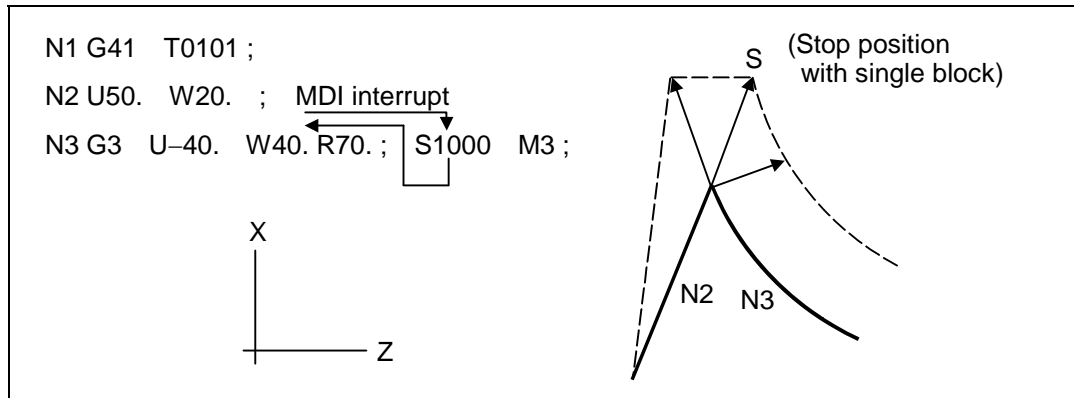 N1 G41 T0101 ;
N2 U50. W20. ; MDI interrupt
N3 G3 U–40. W40. R70. ; S1000 M3 ;
S (Stop position
with single block)
X
Z
N2 N3